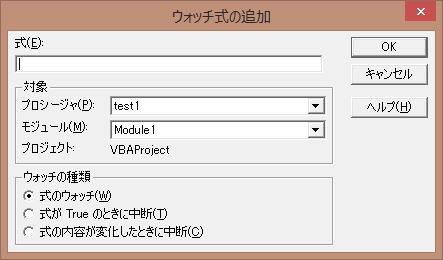 ウォッチ式の追加
式(E):
OK
キャンセル
ヘルプ(H)
対象
プロシージャ(P): test1
モジュール(M): Module1
プロジェクト: VBAProject
ウォッチの種類
式のウォッチ(W)
式が True のときに中断(T)
式の内容が変化したときに中断(C)